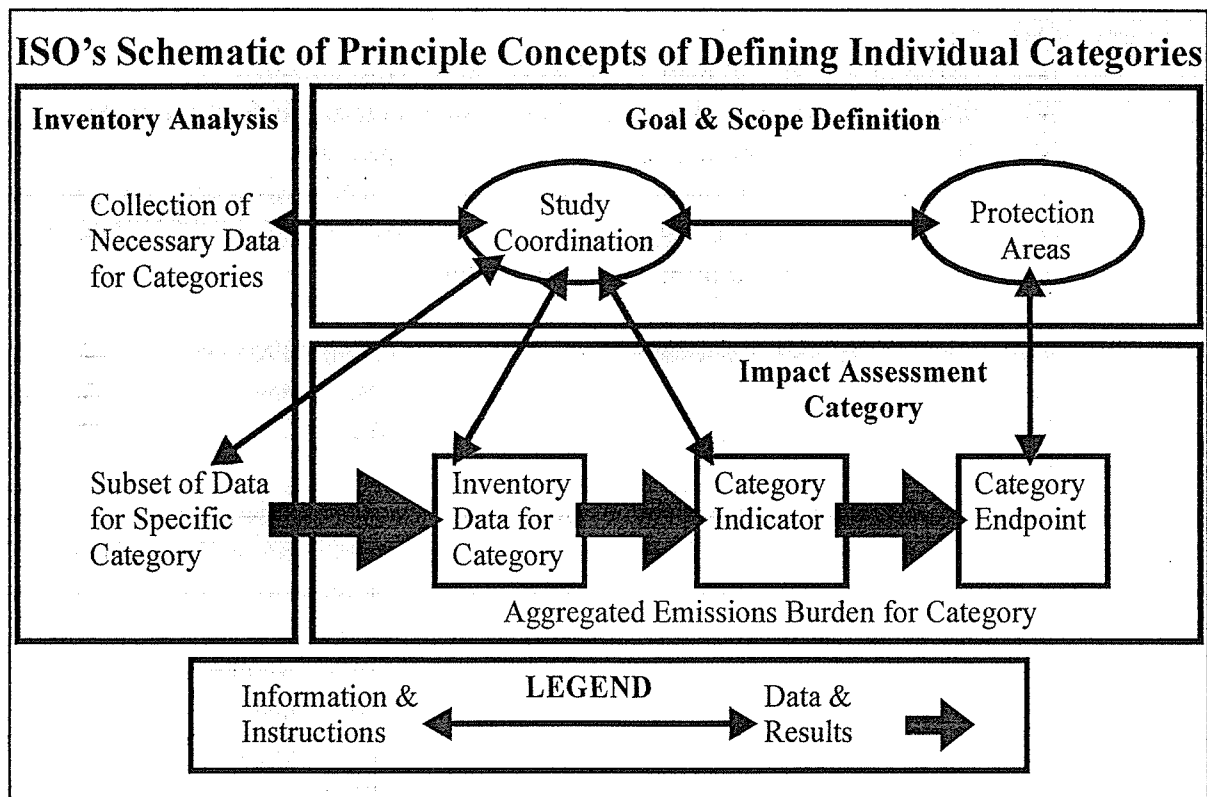 ISO's Schematic of Principle Concepts of Defining Individual Categories
Inventory Analysis
Goal & Scope Definition
Collection of
Necessary Data
for Categories
Study
Coordination
Protection
Areas
Impact Assessment
Category
Subset of Data
for Specific
Category
Inventory
Data for
Category
Category
Indicator
Category
Endpoint
Aggregated Emissions Burden for Category
LEGEND
Information &
Instructions
Data &
Results